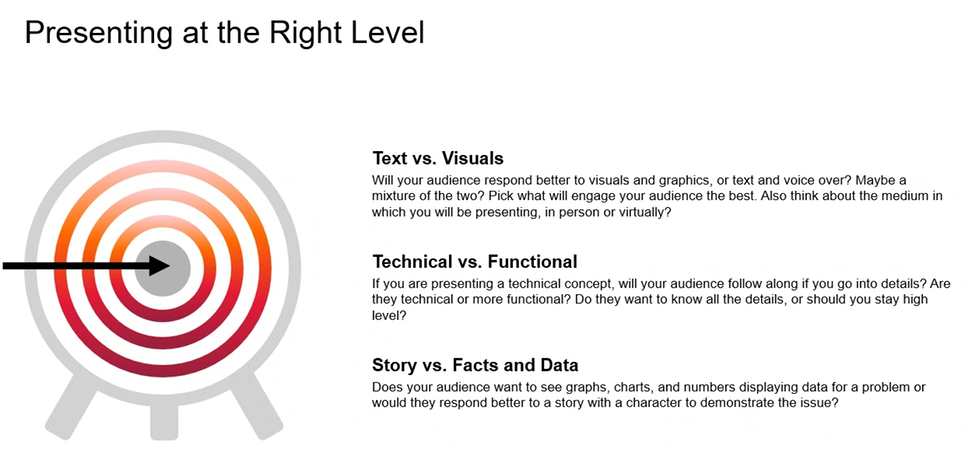 Presenting at the Right Level
Text vs. Visuals
Will your audience respond better to visuals and graphics, or text and voice over? Maybe a
mixture of the two? Pick what will engage your audience the best. Also think about the medium in
which you will be presenting, in person or virtually?
Technical vs. Functional
If you are presenting a technical concept, will your audience follow along if you go into details? Are
they technical or more functional? Do they want to know all the details, or should you stay high
level?
Story vs. Facts and Data
Does your audience want to see graphs, charts, and numbers displaying data for a problem or
would they respond better to a story with a character to demonstrate the issue?